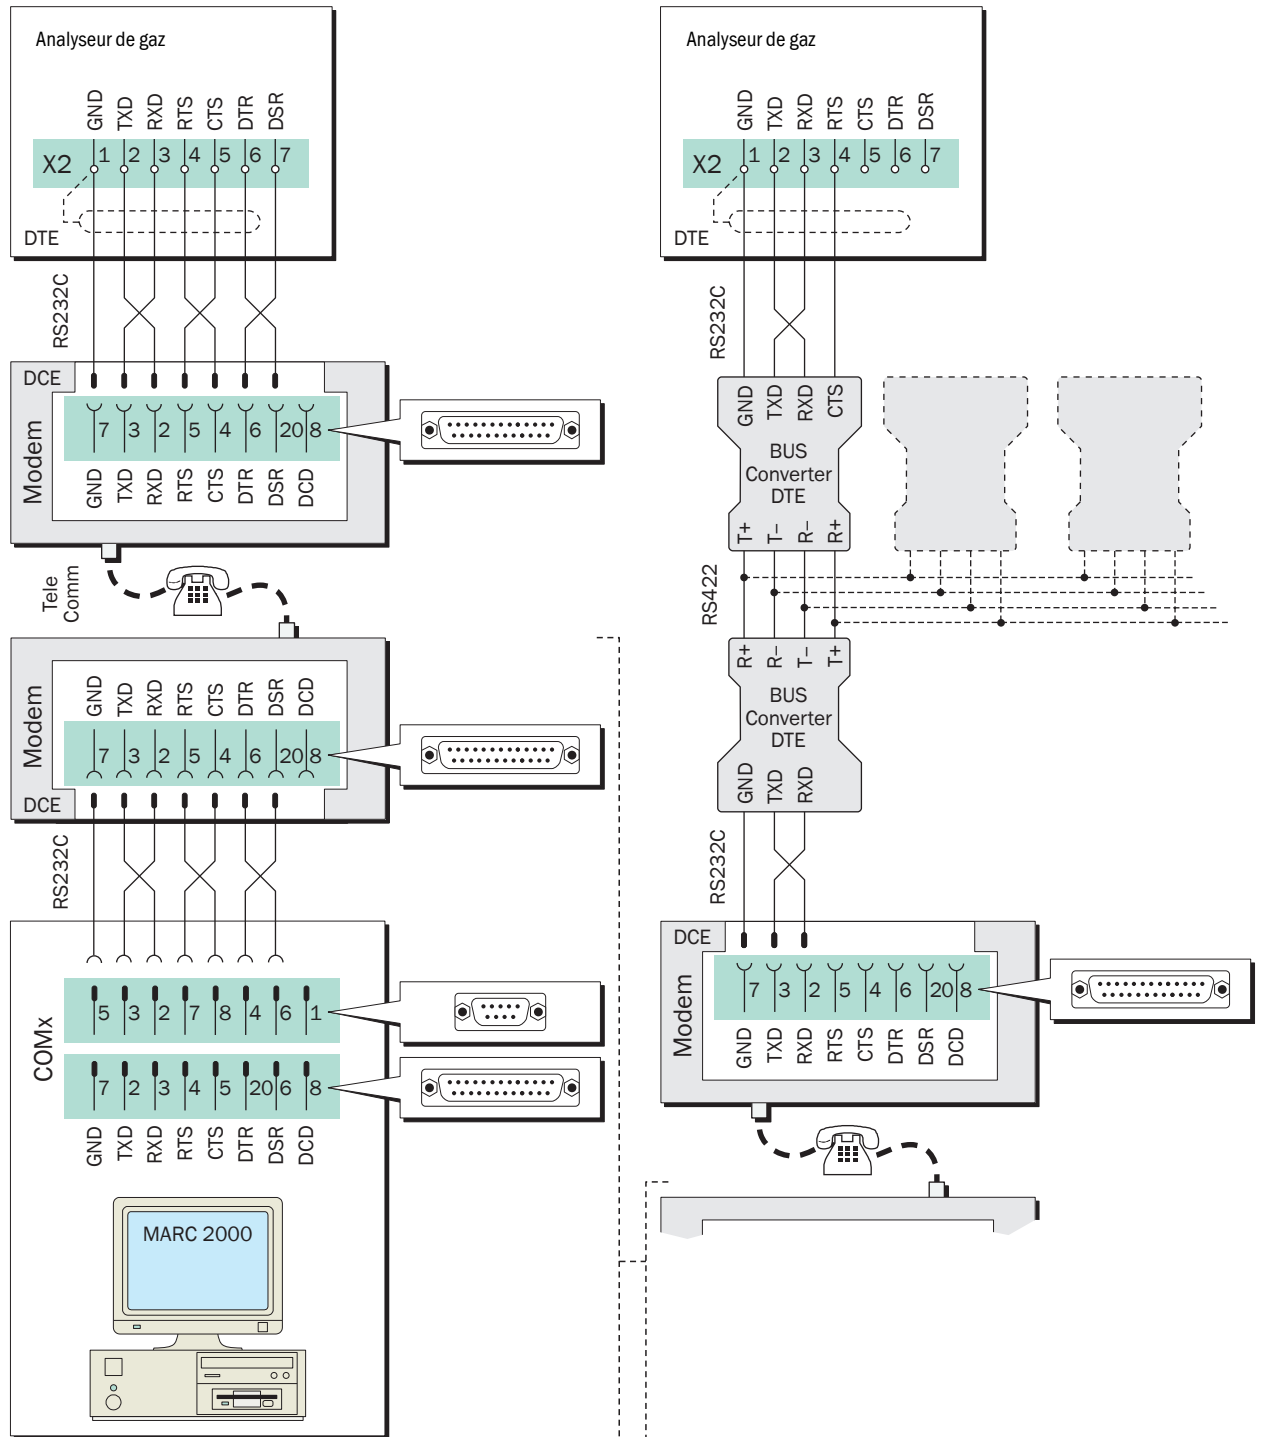 Analyseur de gaz
GND TXD RXD RTS CTS DTR DSR
X2 1 2 3 4 5 6 7
DTE
RS232C
DCE
Modem
7 3 2 5 4 6 20 8
GND TXD RXD RTS CTS DTR DSR DCD
Tele
Comm
Modem
GND TXD RXD RTS CTS DTR DSR DCD
7 3 2 5 4 6 20 8
DCE
RS232C
COMx
5 3 2 7 8 4 6 1
7 2 3 4 5 20 6 8
GND TXD RXD RTS CTS DTR DSR DCD
MARC 2000
Analyseur de gaz
GND TXD RXD RTS CTS DTR DSR
X2 1 2 3 4 5 6 7
DTE
RS232C
GND TXD RXD CTS
BUS
Converter
DTE
T+ T– R– R+
RS422
R+ R– T– T+
BUS
Converter
DTE
GND TXD RXD
RS232C
DCE
Modem
7 3 2 5 4 6 20 8
GND TXD RXD RTS CTS DTR DSR DCD